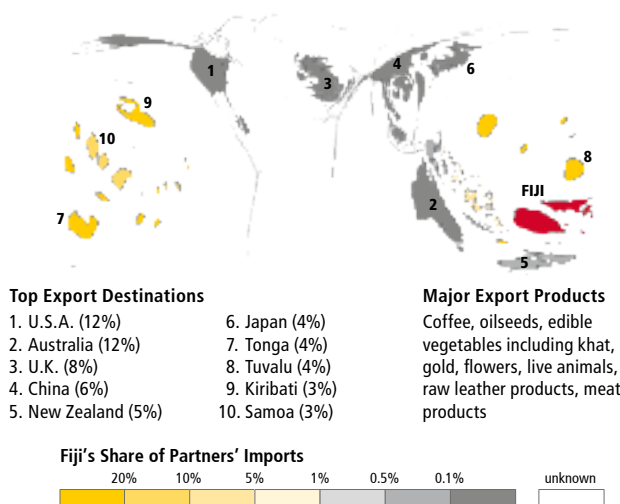 1
3
4
6
9
10
8
FIJI
7
2
5
Top Export Destinations
1. U.S.A. (12%)
2. Australia (12%)
3. U.K. (8%)
4. China (6%)
5. New Zealand (5%)
6. Japan (4%)
7. Tonga (4%)
8. Tuvalu (4%)
9. Kiribati (3%)
10. Samoa (3%)
Major Export Products
Coffee, oilseeds, edible
vegetables including khat,
gold, flowers, live animals,
raw leather products, meat
products
Fiji's Share of Partners' Imports
20% 10% 5% 1% 0.5% 0.1% unknown